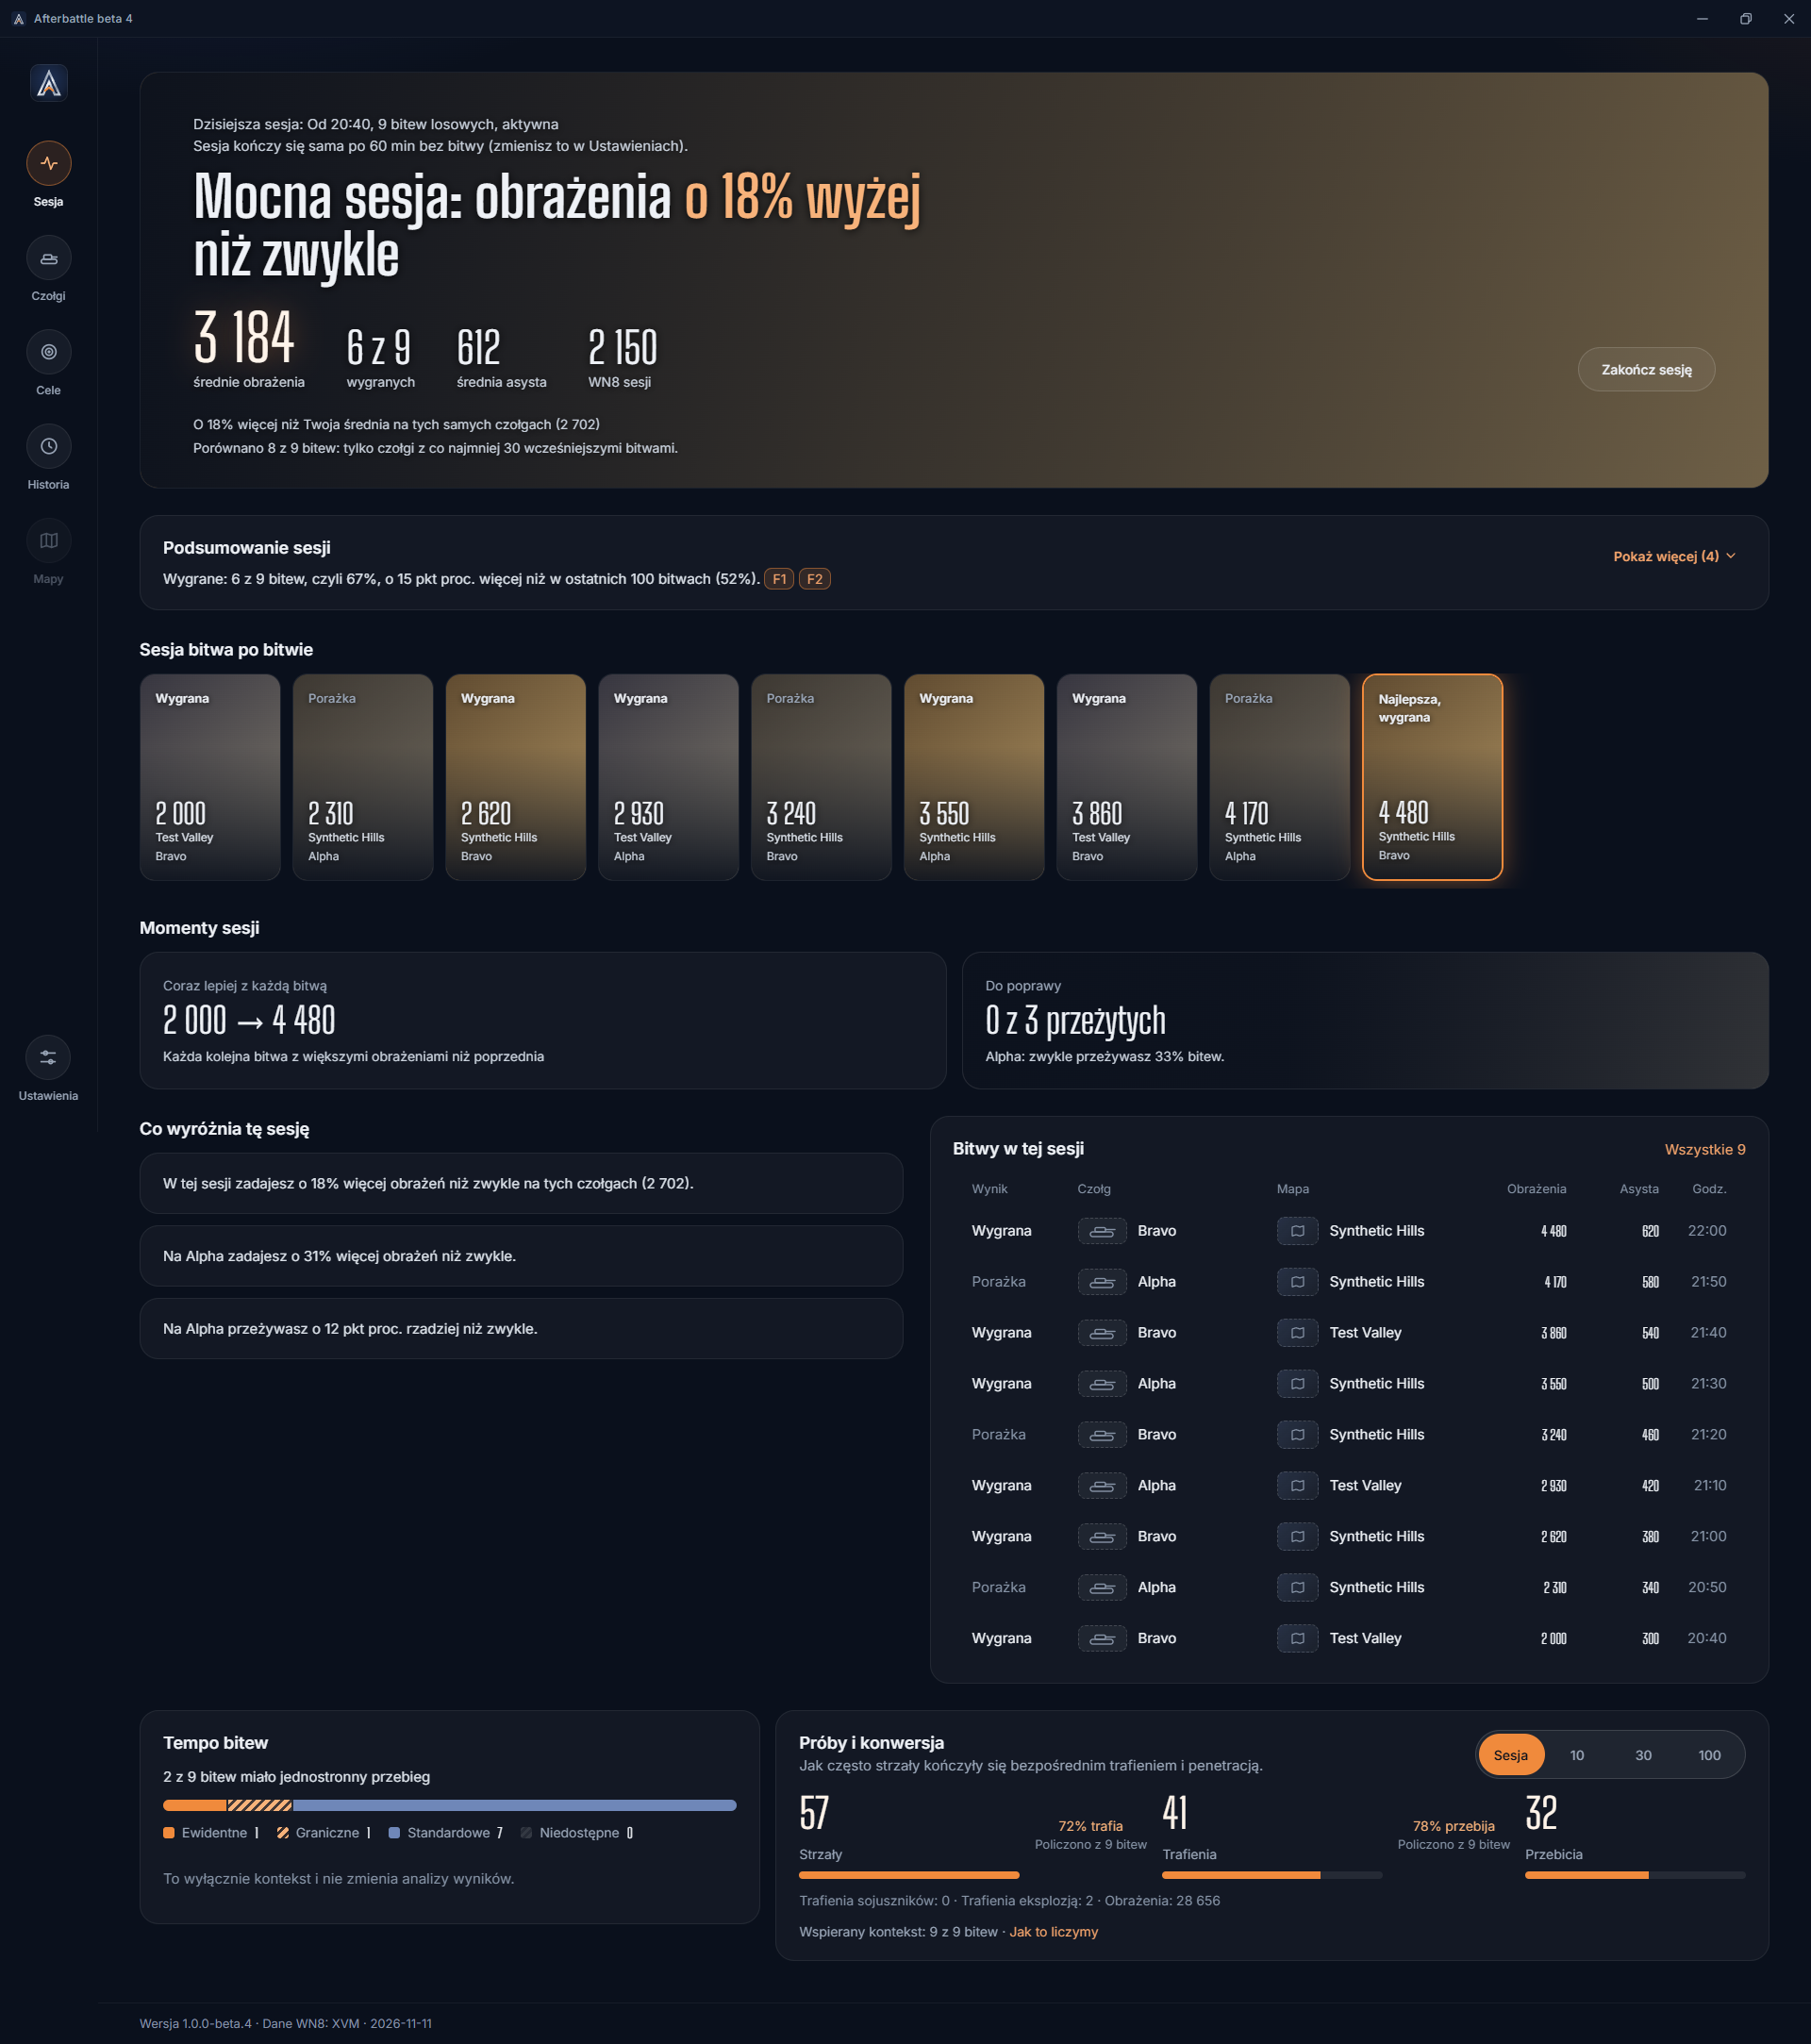 Afterbattle beta 4
Sesja
Czołgi
Cele
Historia
Mapy
Ustawienia
Dzisiejsza sesja: Od 20:40, 9 bitew losowych, aktywna
Sesja kończy się sama po 60 min bez bitwy (zmienisz to w Ustawieniach).
Mocna sesja: obrażenia o 18% wyżej
niż zwykle
3 184 6 z 9 612 2 150
średnie obrażenia wygranych średnia asysta WN8 sesji
Zakończ sesję
O 18% więcej niż Twoja średnia na tych samych czołgach (2 702)
Porównano 8 z 9 bitew: tylko czołgi z co najmniej 30 wcześniejszymi bitwami.
Podsumowanie sesji
Wygrane: 6 z 9 bitew, czyli 67%, o 15 pkt proc. więcej niż w ostatnich 100 bitwach (52%). F1 F2
Pokaż więcej (4)
Sesja bitwa po bitwie
Wygrana
2 000
Test Valley
Bravo
Porażka
2 310
Synthetic Hills
Alpha
Wygrana
2 620
Synthetic Hills
Bravo
Wygrana
2 930
Test Valley
Alpha
Porażka
3 240
Synthetic Hills
Bravo
Wygrana
3 550
Synthetic Hills
Alpha
Wygrana
3 860
Test Valley
Bravo
Porażka
4 170
Synthetic Hills
Alpha
Najlepsza,
wygrana
4 480
Synthetic Hills
Bravo
Momenty sesji
Coraz lepiej z każdą bitwą
2 000 → 4 480
Każda kolejna bitwa z większymi obrażeniami niż poprzednia
Do poprawy
0 z 3 przeżytych
Alpha: zwykle przeżywasz 33% bitew.
Co wyróżnia tę sesję
W tej sesji zadajesz o 18% więcej obrażeń niż zwykle na tych czołgach (2 702).
Na Alpha zadajesz o 31% więcej obrażeń niż zwykle.
Na Alpha przeżywasz o 12 pkt proc. rzadziej niż zwykle.
Bitwy w tej sesji Wszystkie 9
Wynik Czołg Mapa Obrażenia Asysta Godz.
Wygrana Bravo Synthetic Hills 4 480 620 22:00
Porażka Alpha Synthetic Hills 4 170 580 21:50
Wygrana Bravo Test Valley 3 860 540 21:40
Wygrana Alpha Synthetic Hills 3 550 500 21:30
Porażka Bravo Synthetic Hills 3 240 460 21:20
Wygrana Alpha Test Valley 2 930 420 21:10
Wygrana Bravo Synthetic Hills 2 620 380 21:00
Porażka Alpha Synthetic Hills 2 310 340 20:50
Wygrana Bravo Test Valley 2 000 300 20:40
Tempo bitew
2 z 9 bitew miało jednostronny przebieg
Ewidentne 1 Graniczne 1 Standardowe 7 Niedostępne 0
To wyłącznie kontekst i nie zmienia analizy wyników.
Próby i konwersja
Jak często strzały kończyły się bezpośrednim trafieniem i penetracją.
Sesja 10 30 100
57
Strzały
72% trafia
Policzono z 9 bitew
41
Trafienia
78% przebija
Policzono z 9 bitew
32
Przebicia
Trafienia sojuszników: 0 · Trafienia eksplozją: 2 · Obrażenia: 28 656
Wspierany kontekst: 9 z 9 bitew · Jak to liczymy
Wersja 1.0.0-beta.4 · Dane WN8: XVM · 2026-11-11